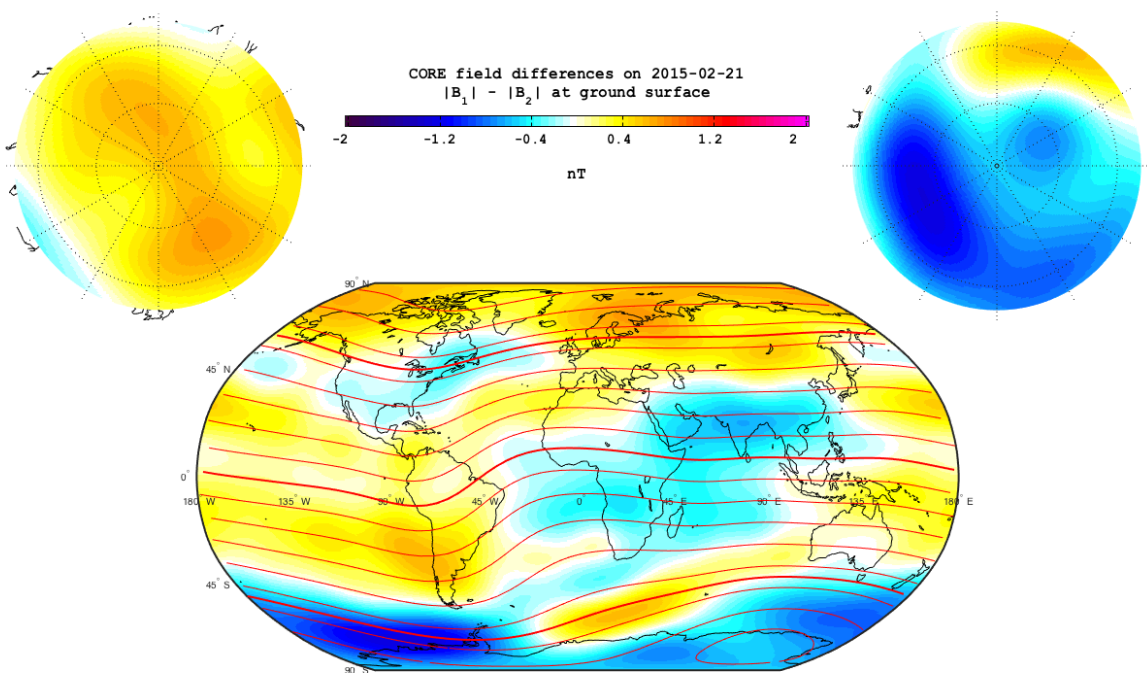 CORE field differences on 2015-02-21
|B1| - |B2| at ground surface
-2 -1.2 -0.4 0.4 1.2 2
nT
90° N
45° N
0°
180° W 135° W 90° W 45° W 0° 45° E 90° E 135° E 180° E
45° S
90° S